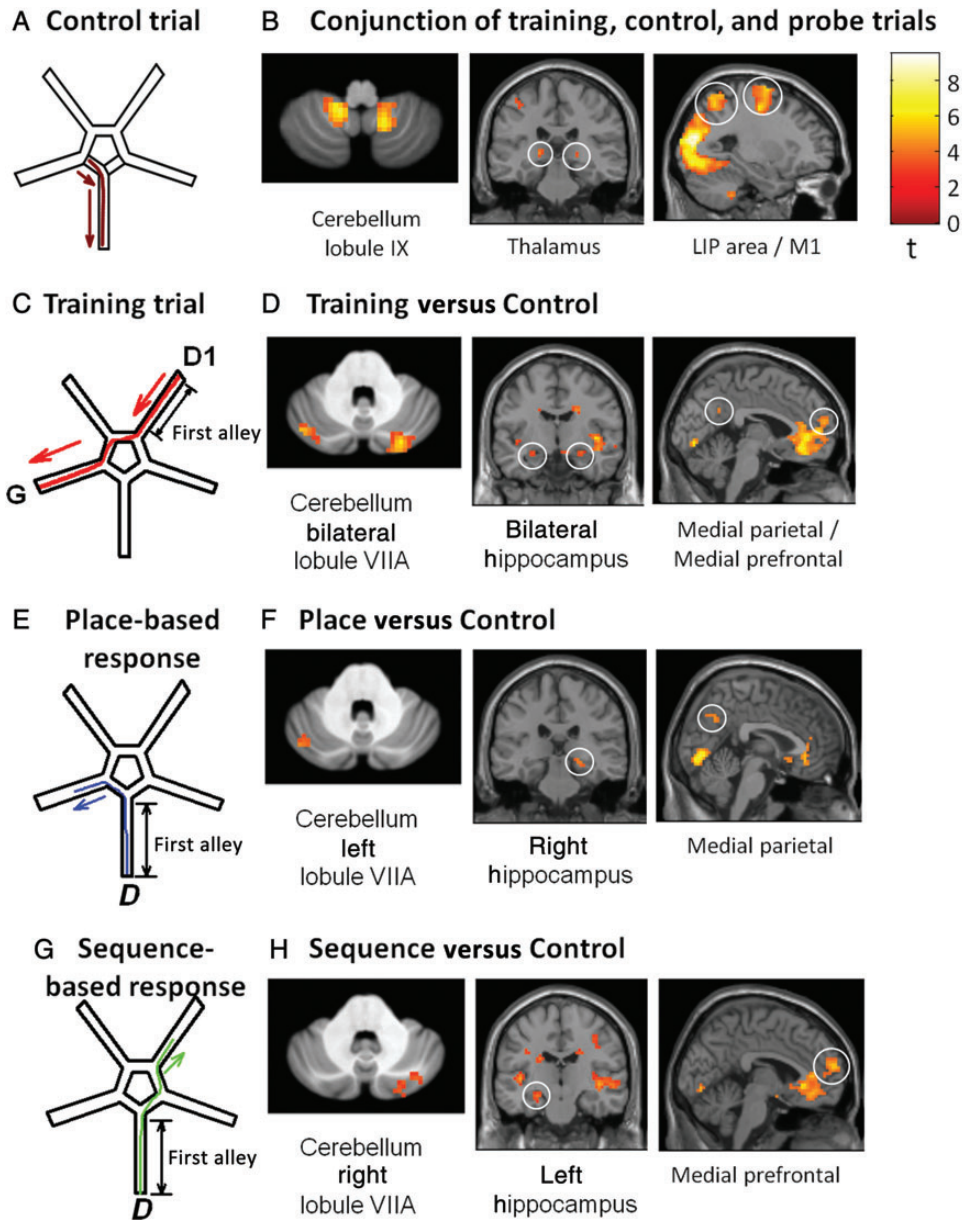 A Control trial
B Conjunction of training, control, and probe trials
Cerebellum
lobule IX
Thalamus
LIP area / M1
8
6
4
2
0
t
C Training trial
D1
First alley
G
D Training versus Control
Cerebellum
bilateral
lobule VIIA
Bilateral
hippocampus
Medial parietal /
Medial prefrontal
E Place-based
response
First alley
D
F Place versus Control
Cerebellum
left
lobule VIIA
Right
hippocampus
Medial parietal
G Sequence-
based response
First alley
D
H Sequence versus Control
Cerebellum
right
lobule VIIA
Left
hippocampus
Medial prefrontal